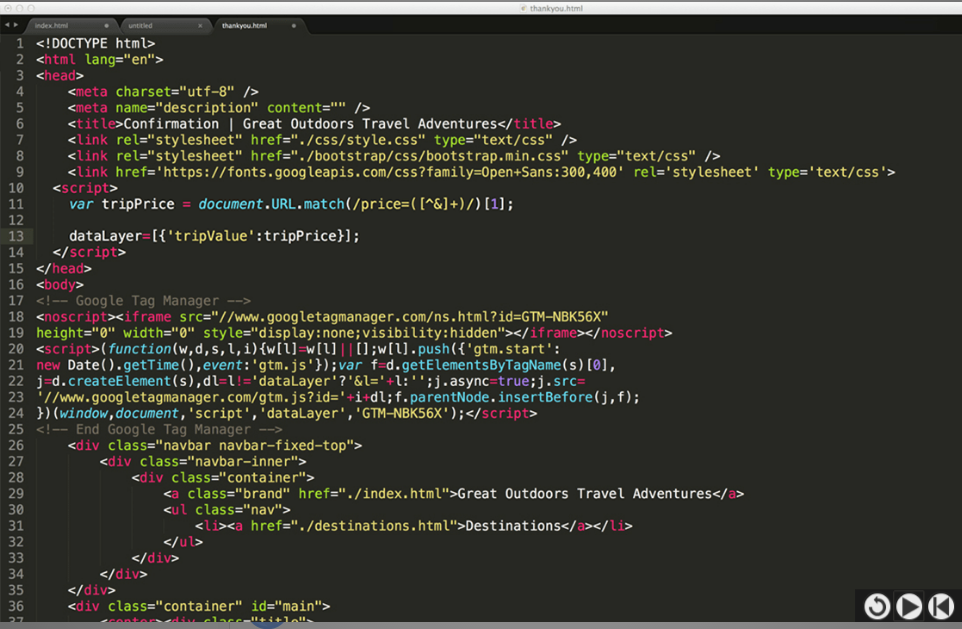 thankyou.html
index.html untitled thankyou.html
1 <!DOCTYPE html>
2 <html lang="en">
3 <head>
4 <meta charset="utf-8" />
5 <meta name="description" content="" />
6 <title>Confirmation | Great Outdoors Travel Adventures</title>
7 <link rel="stylesheet" href="./css/style.css" type="text/css" />
8 <link rel="stylesheet" href="./bootstrap/css/bootstrap.min.css" type="text/css" />
9 <link href='https://fonts.googleapis.com/css?family=Open+Sans:300,400' rel='stylesheet' type='text/css'>
10 <script>
11 var tripPrice = document.URL.match(/price=([^&]+)/)[1];
12
13 dataLayer=[{'tripValue':tripPrice}];
14 </script>
15 </head>
16 <body>
17 <!-- Google Tag Manager -->
18 <noscript><iframe src="//www.googletagmanager.com/ns.html?id=GTM-NBK56X"
19 height="0" width="0" style="display:none;visibility:hidden"></iframe></noscript>
20 <script>(function(w,d,s,l,i){w[l]=w[l]||[];w[l].push({'gtm.start':
21 new Date().getTime(),event:'gtm.js'});var f=d.getElementsByTagName(s)[0],
22 j=d.createElement(s),dl=l!='dataLayer'?'&l='+l:'';j.async=true;j.src=
23 '//www.googletagmanager.com/gtm.js?id='+i+dl;f.parentNode.insertBefore(j,f);
24 })(window,document,'script','dataLayer','GTM-NBK56X');</script>
25 <!-- End Google Tag Manager -->
26 <div class="navbar navbar-fixed-top">
27 <div class="navbar-inner">
28 <div class="container">
29 <a class="brand" href="./index.html">Great Outdoors Travel Adventures</a>
30 <ul class="nav">
31 <li><a href="./destinations.html">Destinations</a></li>
32 </ul>
33 </div>
34 </div>
35 </div>
36 <div class="container" id="main">
37 <center><div class="title">